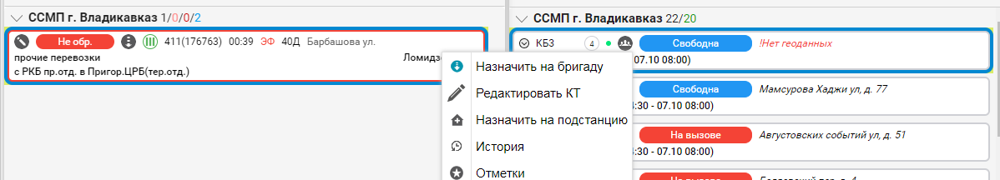 ССМП г. Владикавказ 1/0/0/2
Не обр. 411(176763) 00:39 ЭФ 40Д Барбашова ул.
прочие перевозки Ломидз
с РКБ пр.отд. в Пригор.ЦРБ(тер.отд.)
Назначить на бригаду
Редактировать КТ
Назначить на подстанцию
История
Отметки
ССМП г. Владикавказ 22/20
КБ3 4 Свободна !Нет геоданных
07.10 08:00)
Свободна Мамсурова Хаджи ул, д. 77
4:30 - 07.10 08:00)
На вызове Августовских событий ул, д. 51
4:30 - 07.10 08:00)